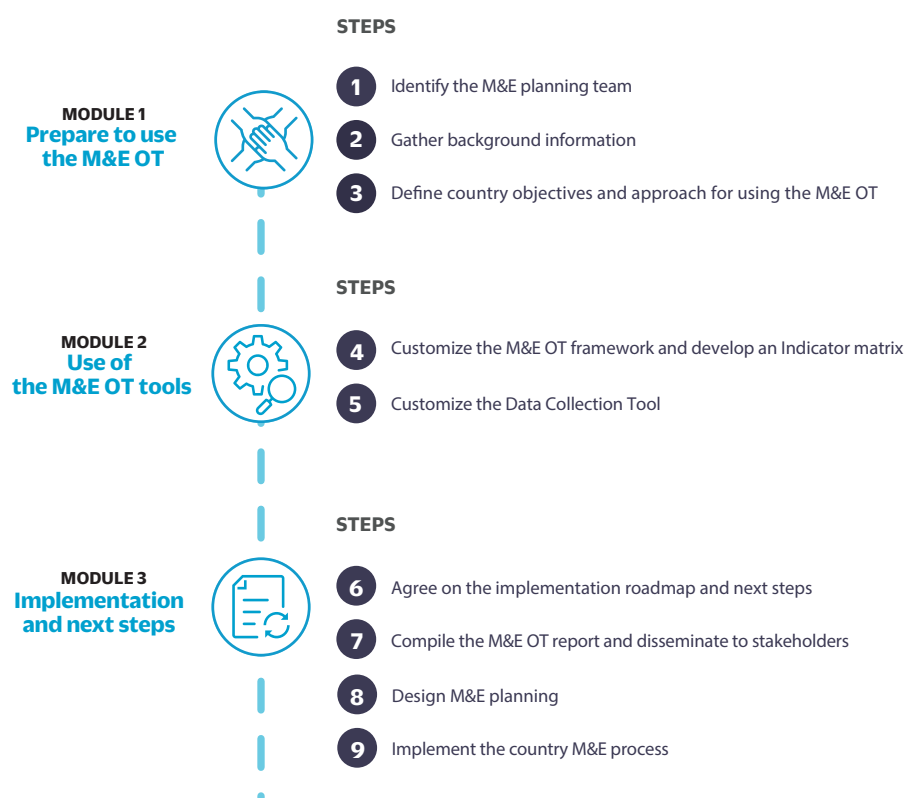 STEPS
MODULE 1
Prepare to use
the M&E OT
1 Identify the M&E planning team
2 Gather background information
3 Define country objectives and approach for using the M&E OT
STEPS
MODULE 2
Use of
the M&E OT tools
4 Customize the M&E OT framework and develop an Indicator matrix
5 Customize the Data Collection Tool
STEPS
MODULE 3
Implementation
and next steps
6 Agree on the implementation roadmap and next steps
7 Compile the M&E OT report and disseminate to stakeholders
8 Design M&E planning
9 Implement the country M&E process